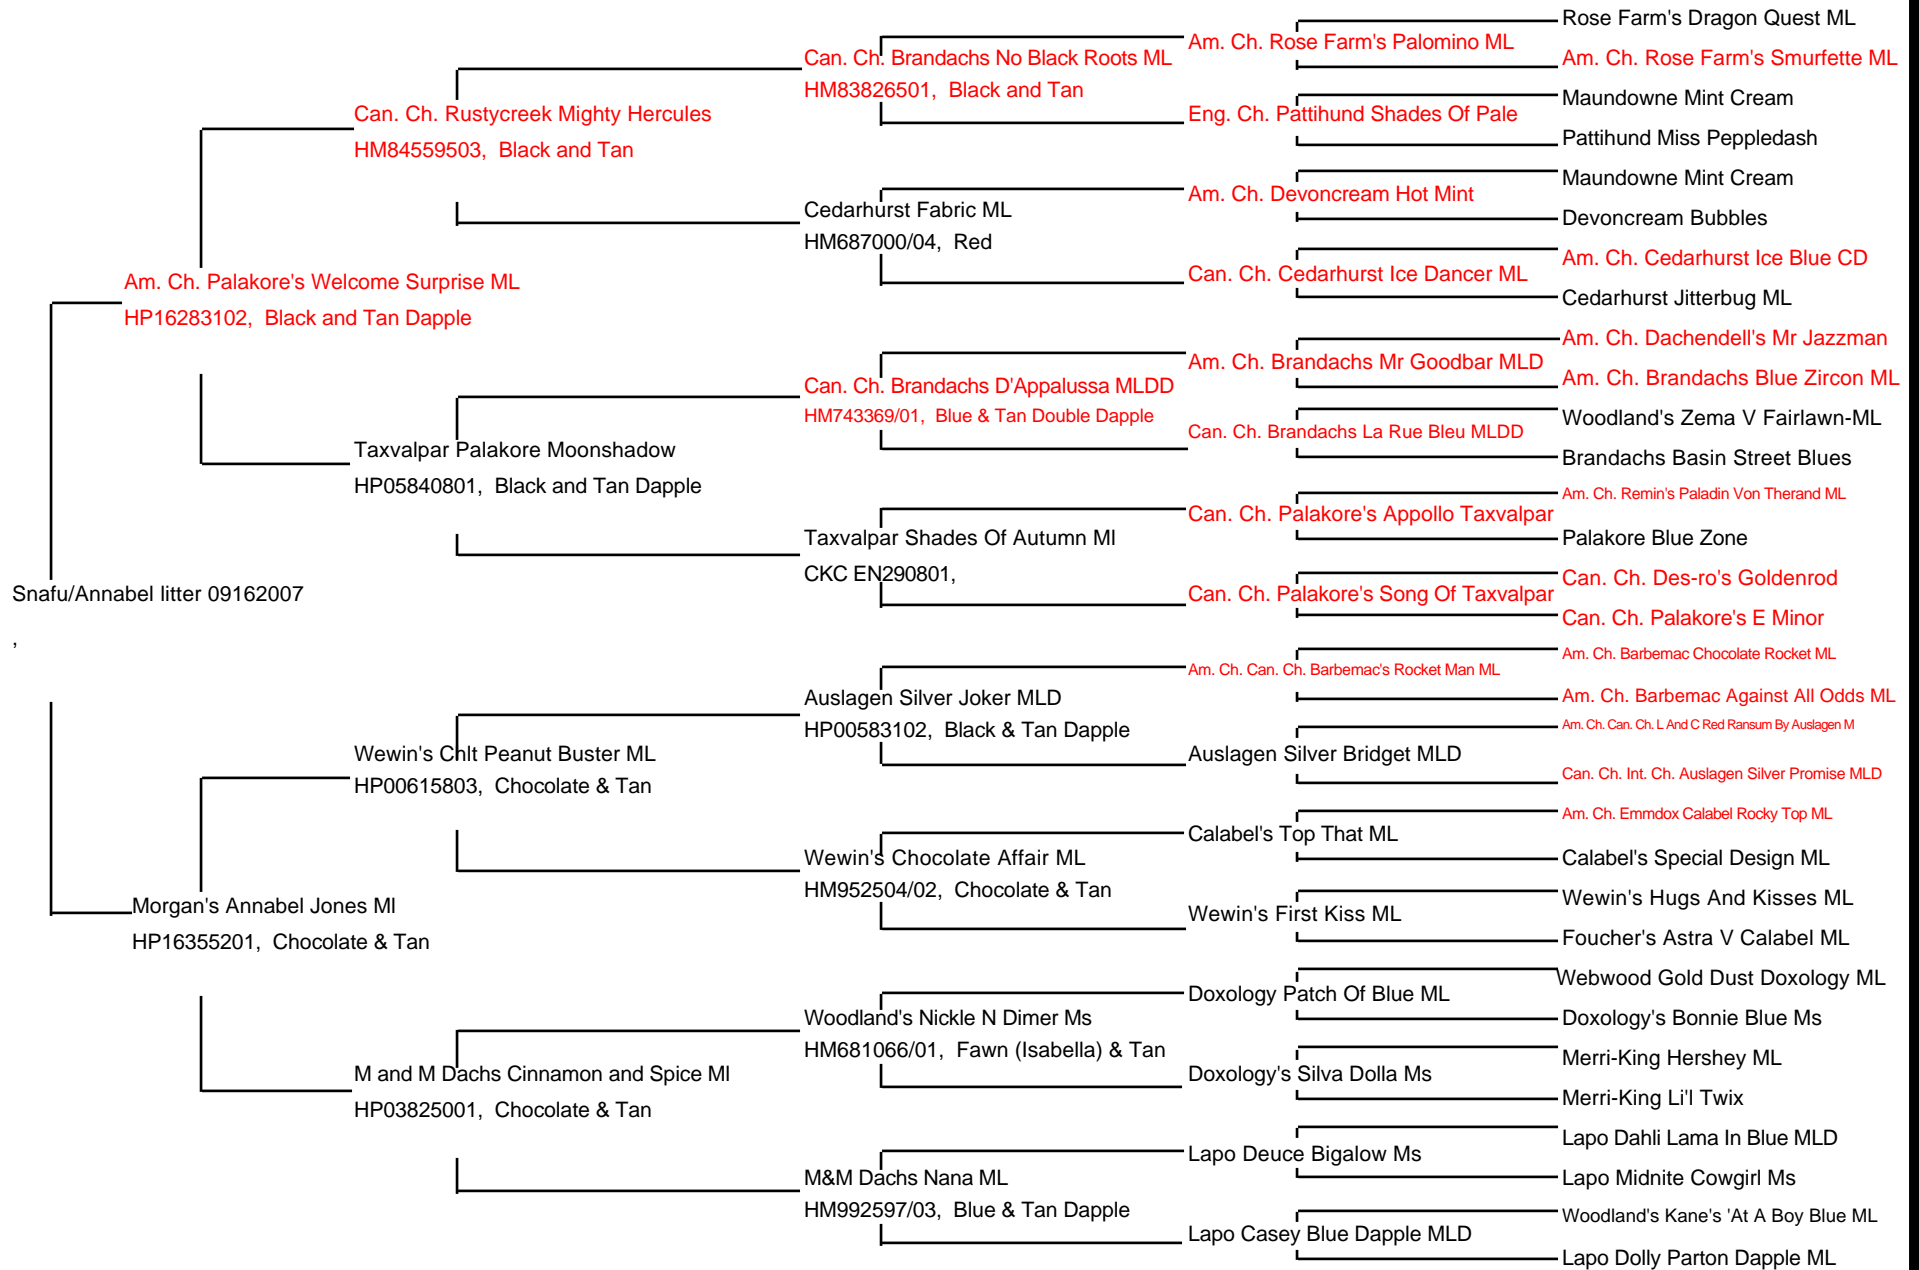 Snafu/Annabel litter 09162007
,
Am. Ch. Palakore's Welcome Surprise ML
HP16283102, Black and Tan Dapple
Morgan's Annabel Jones Ml
HP16355201, Chocolate & Tan
Can. Ch. Rustycreek Mighty Hercules
HM84559503, Black and Tan
Taxvalpar Palakore Moonshadow
HP05840801, Black and Tan Dapple
Wewin's Chlt Peanut Buster ML
HP00615803, Chocolate & Tan
M and M Dachs Cinnamon and Spice Ml
HP03825001, Chocolate & Tan
Can. Ch. Brandachs No Black Roots ML
HM83826501, Black and Tan
Cedarhurst Fabric ML
HM687000/04, Red
Can. Ch. Brandachs D'Appalussa MLDD
HM743369/01, Blue & Tan Double Dapple
Taxvalpar Shades Of Autumn Ml
CKC EN290801,
Auslagen Silver Joker MLD
HP00583102, Black & Tan Dapple
Wewin's Chocolate Affair ML
HM952504/02, Chocolate & Tan
Woodland's Nickle N Dimer Ms
HM681066/01, Fawn (Isabella) & Tan
M&M Dachs Nana ML
HM992597/03, Blue & Tan Dapple
Am. Ch. Rose Farm's Palomino ML
Eng. Ch. Pattihund Shades Of Pale
Am. Ch. Devoncream Hot Mint
Can. Ch. Cedarhurst Ice Dancer ML
Am. Ch. Brandachs Mr Goodbar MLD
Can. Ch. Brandachs La Rue Bleu MLDD
Can. Ch. Palakore's Appollo Taxvalpar
Can. Ch. Palakore's Song Of Taxvalpar
Am. Ch. Can. Ch. Barbemac's Rocket Man ML
Auslagen Silver Bridget MLD
Calabel's Top That ML
Wewin's First Kiss ML
Doxology Patch Of Blue ML
Doxology's Silva Dolla Ms
Lapo Deuce Bigalow Ms
Lapo Casey Blue Dapple MLD
Rose Farm's Dragon Quest ML
Am. Ch. Rose Farm's Smurfette ML
Maundowne Mint Cream
Pattihund Miss Peppledash
Maundowne Mint Cream
Devoncream Bubbles
Am. Ch. Cedarhurst Ice Blue CD
Cedarhurst Jitterbug ML
Am. Ch. Dachendell's Mr Jazzman
Am. Ch. Brandachs Blue Zircon ML
Woodland's Zema V Fairlawn-ML
Brandachs Basin Street Blues
Am. Ch. Remin's Paladin Von Therand ML
Palakore Blue Zone
Can. Ch. Des-ro's Goldenrod
Can. Ch. Palakore's E Minor
Am. Ch. Barbemac Chocolate Rocket ML
Am. Ch. Barbemac Against All Odds ML
Am. Ch. Can. Ch. L And C Red Ransum By Auslagen M
Can. Ch. Int. Ch. Auslagen Silver Promise MLD
Am. Ch. Emmdox Calabel Rocky Top ML
Calabel's Special Design ML
Wewin's Hugs And Kisses ML
Foucher's Astra V Calabel ML
Webwood Gold Dust Doxology ML
Doxology's Bonnie Blue Ms
Merri-King Hershey ML
Merri-King Li'l Twix
Lapo Dahli Lama In Blue MLD
Lapo Midnite Cowgirl Ms
Woodland's Kane's 'At A Boy Blue ML
Lapo Dolly Parton Dapple ML